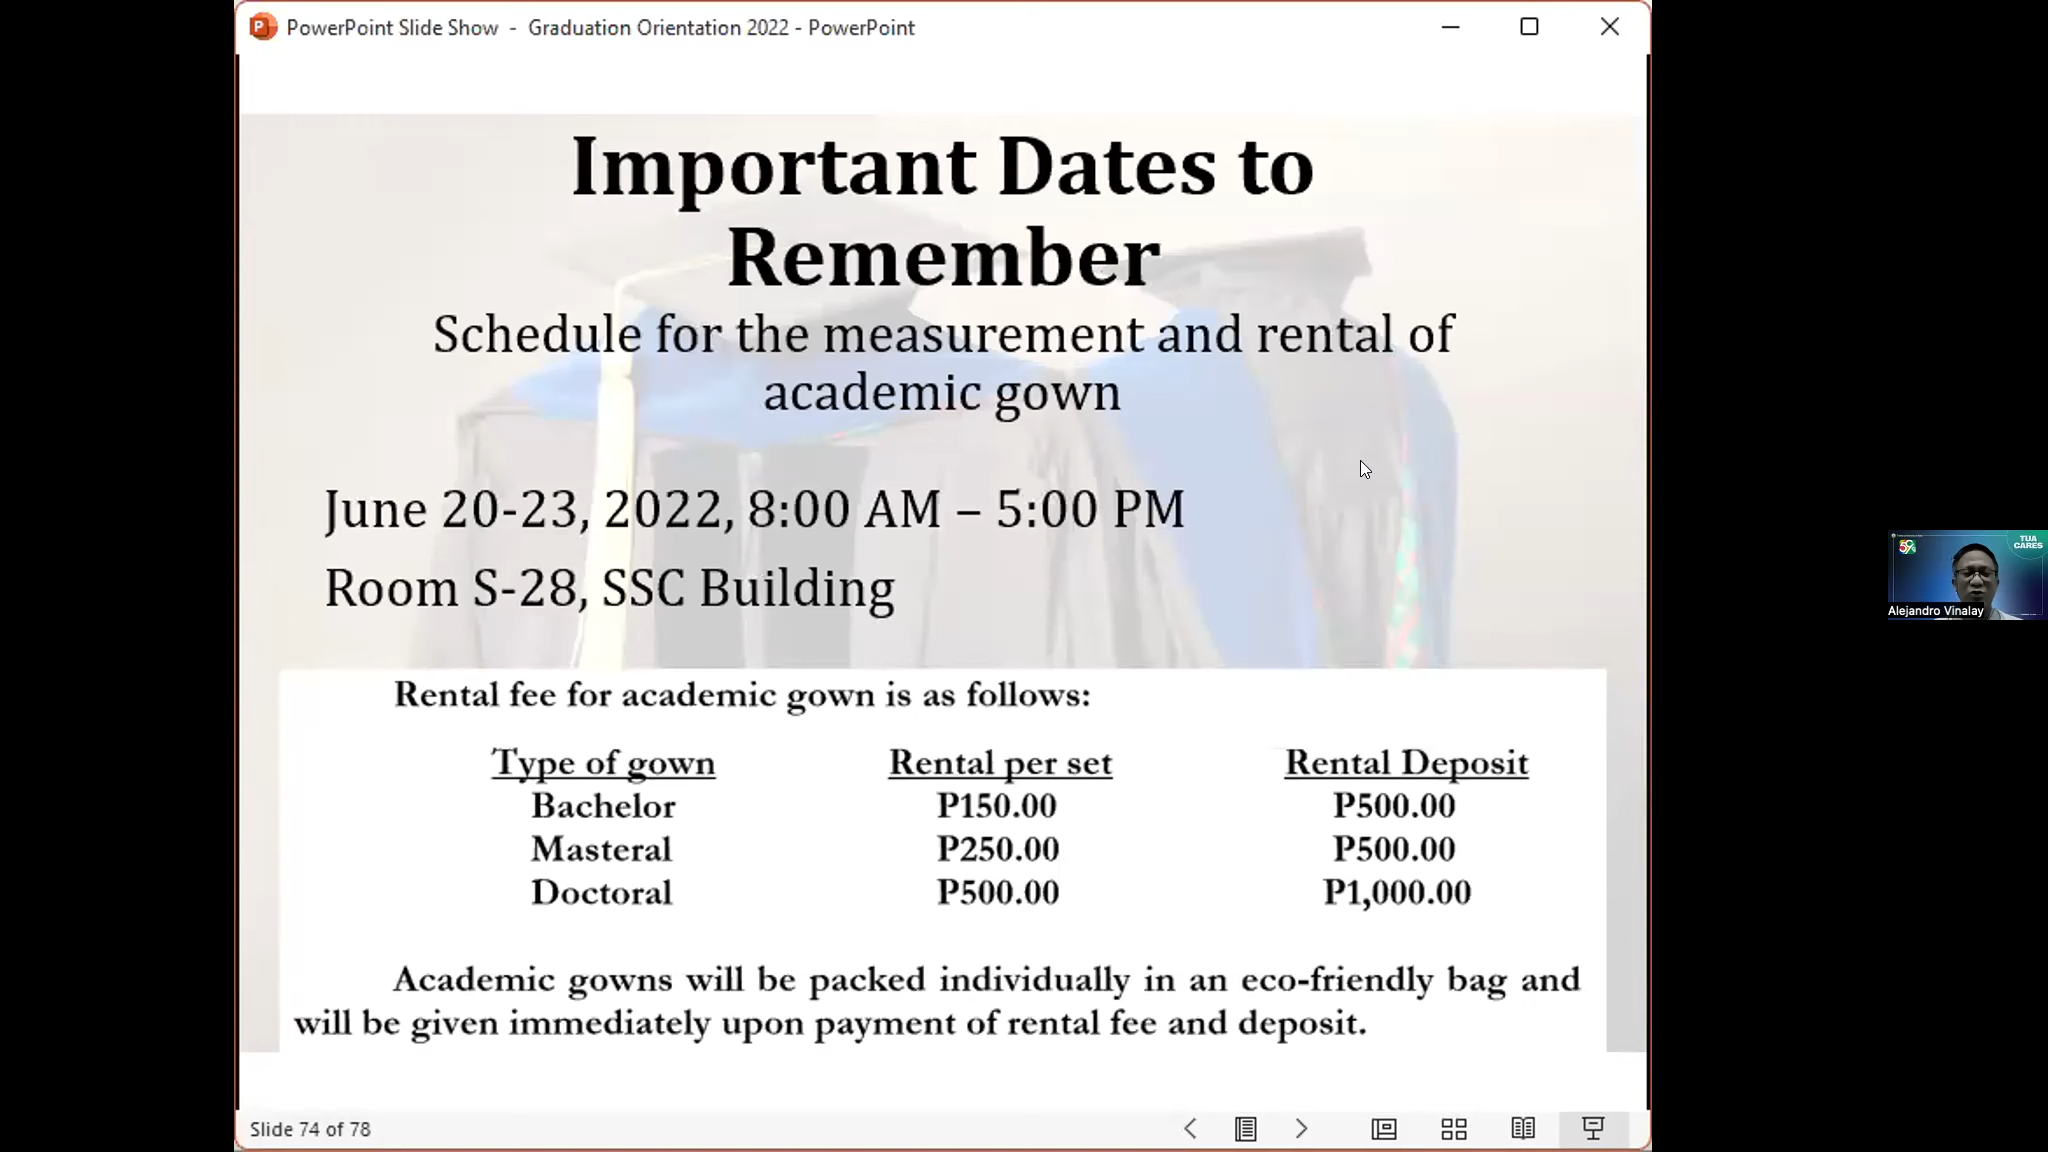 PowerPoint Slide Show - Graduation Orientation 2022 - PowerPoint
Important Dates to
Remember
Schedule for the measurement and rental of
academic gown
June 20-23, 2022, 8:00 AM – 5:00 PM
Room S-28, SSC Building
Rental fee for academic gown is as follows:
Type of gown Rental per set Rental Deposit
Bachelor P150.00 P500.00
Masteral P250.00 P500.00
Doctoral P500.00 P1,000.00
Academic gowns will be packed individually in an eco-friendly bag and
will be given immediately upon payment of rental fee and deposit.
Slide 74 of 78
TUA
CARES
Alejandro Vinalay